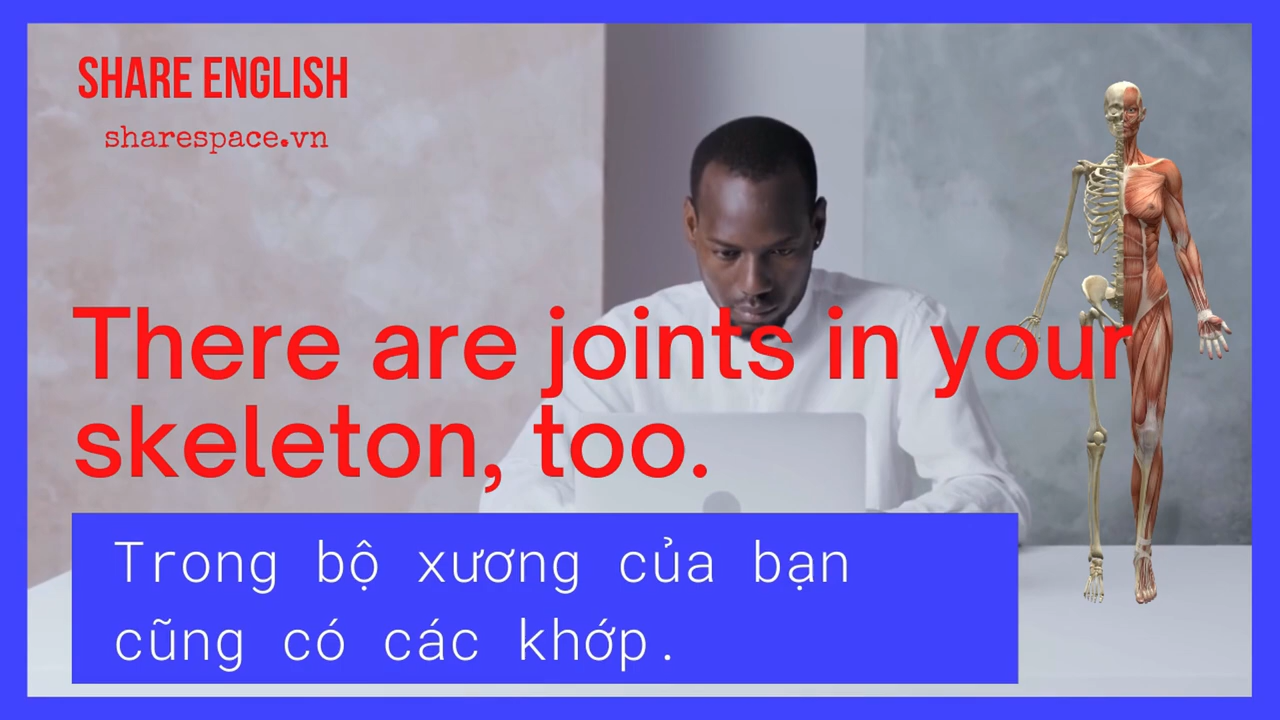 SHARE ENGLISH
sharespace.vn
There are joints in your
skeleton, too.
Trong bộ xương của bạn
cũng có các khớp.